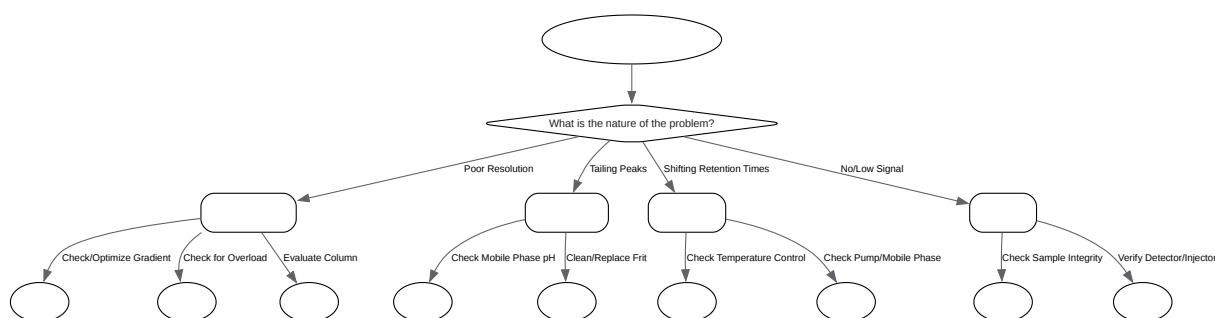 What is the nature of the problem?
Poor Resolution
Tailing Peaks
Shifting Retention Times
No/Low Signal
Check/Optimize Gradient
Check for Overload
Evaluate Column
Check Mobile Phase pH
Clean/Replace Frit
Check Temperature Control
Check Pump/Mobile Phase
Check Sample Integrity
Verify Detector/Injector